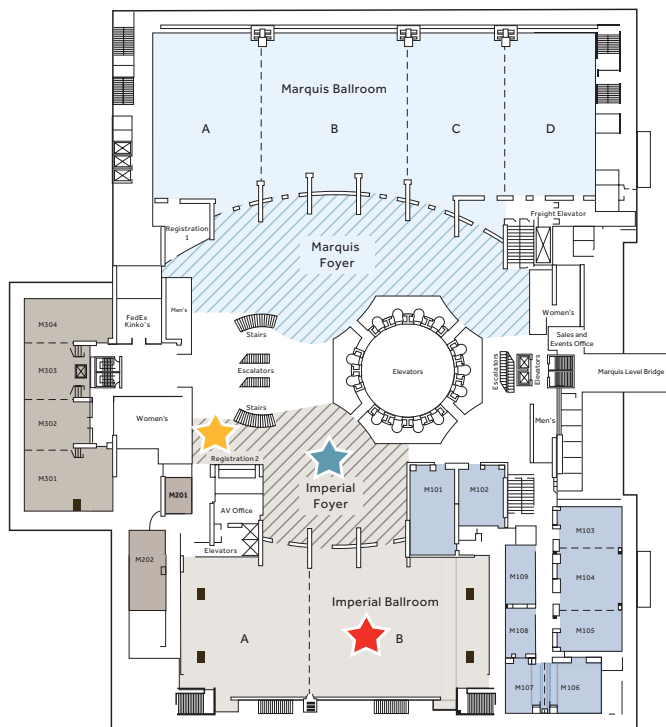 Marquis Ballroom
A
B
C
D
Registration
1
Freight Elevator
Marquis
Foyer
M304
FedEx
Kinko's
Men's
Women's
Sales and
Events Office
Stairs
M303
Escalators
Elevators
Escalators
Elevators
Marquis Level Bridge
M302
Women's
Stairs
Men's
Registration 2
M301
M201
Imperial
Foyer
M101
M102
AV Office
M103
Elevators
M202
M109
M104
Imperial Ballroom
A
B
M108
M105
M107
M106